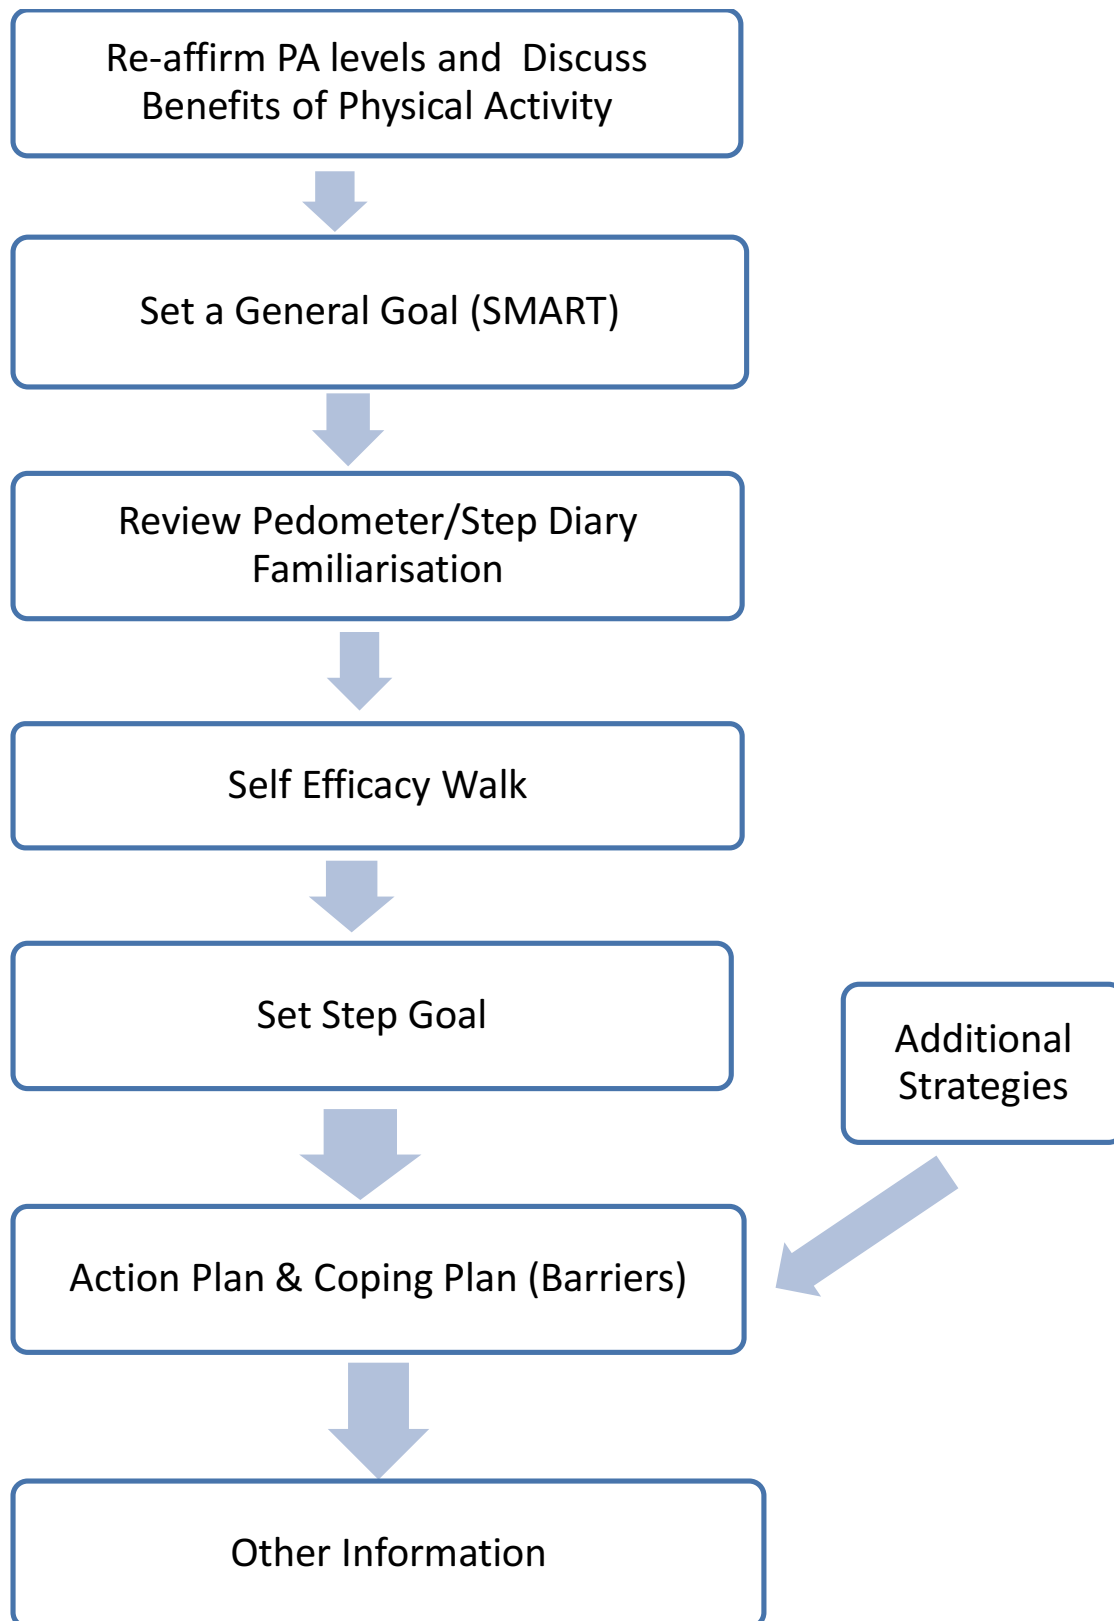 Re-affirm PA levels and Discuss
Benefits of Physical Activity
Set a General Goal (SMART)
Review Pedometer/Step Diary
Familiarisation
Self Efficacy Walk
Set Step Goal
Additional
Strategies
Action Plan & Coping Plan (Barriers)
Other Information